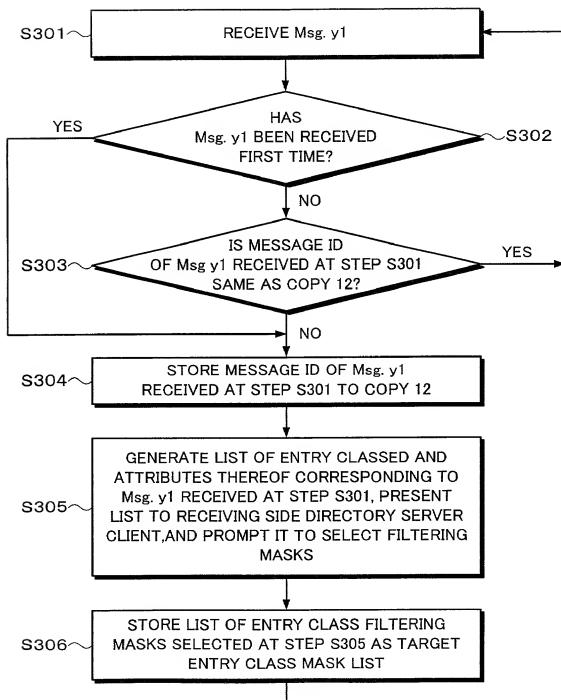 S301
RECEIVE Msg. y1
YES
HAS
Msg. y1 BEEN RECEIVED
FIRST TIME?
S302
NO
S303
IS MESSAGE ID
OF Msg y1 RECEIVED AT STEP S301
SAME AS COPY 12?
YES
NO
S304
STORE MESSAGE ID OF Msg. y1
RECEIVED AT STEP S301 TO COPY 12
S305
GENERATE LIST OF ENTRY CLASSED AND
ATTRIBUTES THEREOF CORRESPONDING TO
Msg. y1 RECEIVED AT STEP S301, PRESENT
LIST TO RECEIVING SIDE DIRECTORY SERVER
CLIENT,AND PROMPT IT TO SELECT FILTERING
MASKS
S306
STORE LIST OF ENTRY CLASS FILTERING
MASKS SELECTED AT STEP S305 AS TARGET
ENTRY CLASS MASK LIST